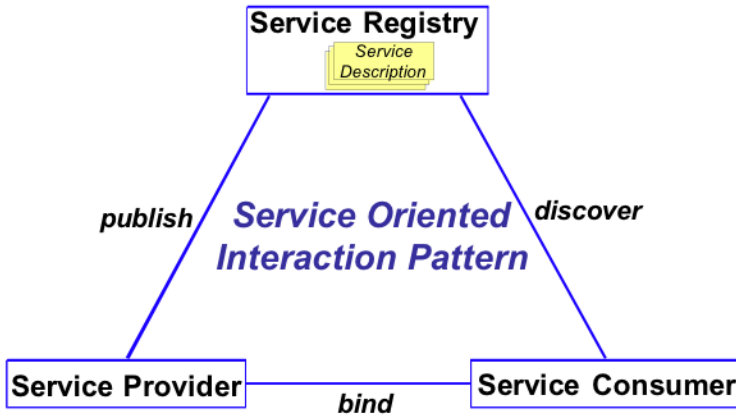 Service Registry
Service
Description
publish
discover
Service Oriented
Interaction Pattern
Service Provider
Service Consumer
bind